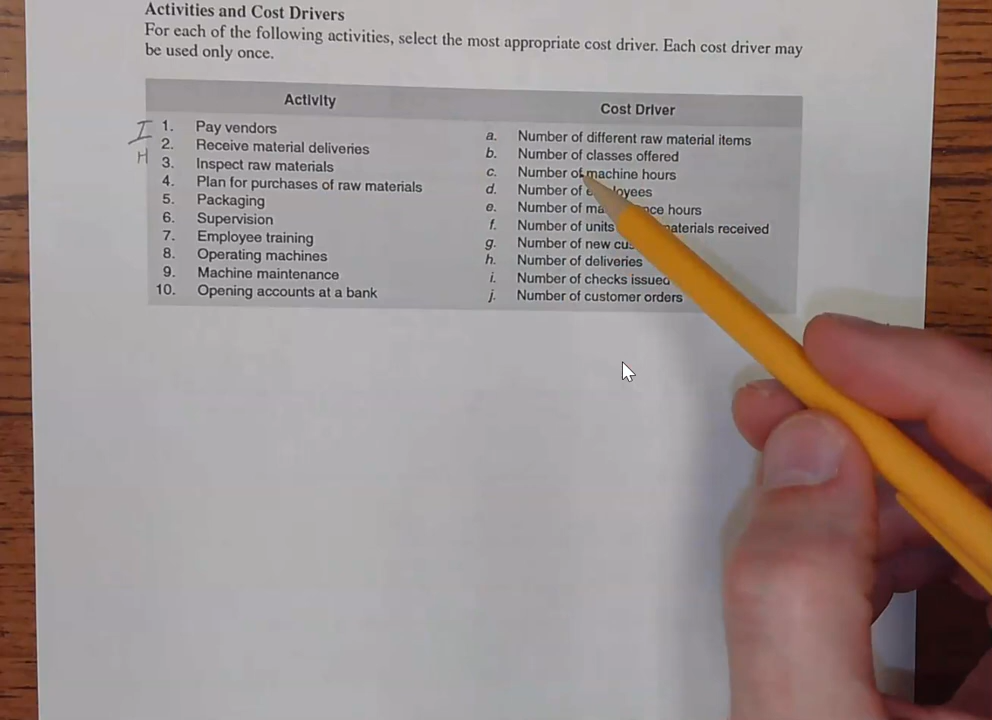 Activities and Cost Drivers
For each of the following activities, select the most appropriate cost driver. Each cost driver may
be used only once.
Activity
Cost Driver
I 1. Pay vendors
H 2. Receive material deliveries
3. Inspect raw materials
4. Plan for purchases of raw materials
5. Packaging
6. Supervision
7. Employee training
8. Operating machines
9. Machine maintenance
10. Opening accounts at a bank
a. Number of different raw material items
b. Number of classes offered
c. Number of machine hours
d. Number of
e. Number of hours
f. Number of units received
g. Number of new
h. Number of deliveries
i. Number of checks issued
j. Number of customer orders